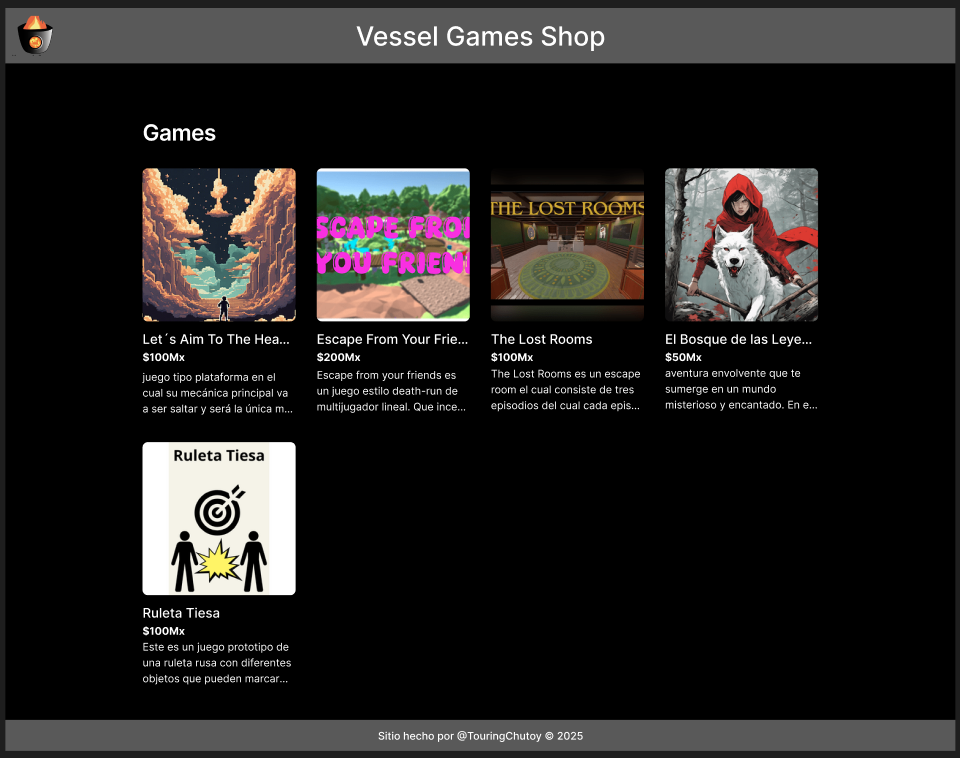 Vessel Games Shop
Games
SCAPE FROM
YOU FRIEN
THE LOST ROOMS
Let´s Aim To The Hea...
$100Mx
juego tipo plataforma en el
cual su mecánica principal va
a ser saltar y será la única m...
Escape From Your Frie...
$200Mx
Escape from your friends es
un juego estilo death-run de
multijugador lineal. Que ince...
The Lost Rooms
$100Mx
The Lost Rooms es un escape
room el cual consiste de tres
episodios del cual cada epis...
El Bosque de las Leye...
$50Mx
aventura envolvente que te
sumerge en un mundo
misterioso y encantado. En e...
Ruleta Tiesa
Ruleta Tiesa
$100Mx
Este es un juego prototipo de
una ruleta rusa con diferentes
objetos que pueden marcar...
Sitio hecho por @TouringChutoy © 2025